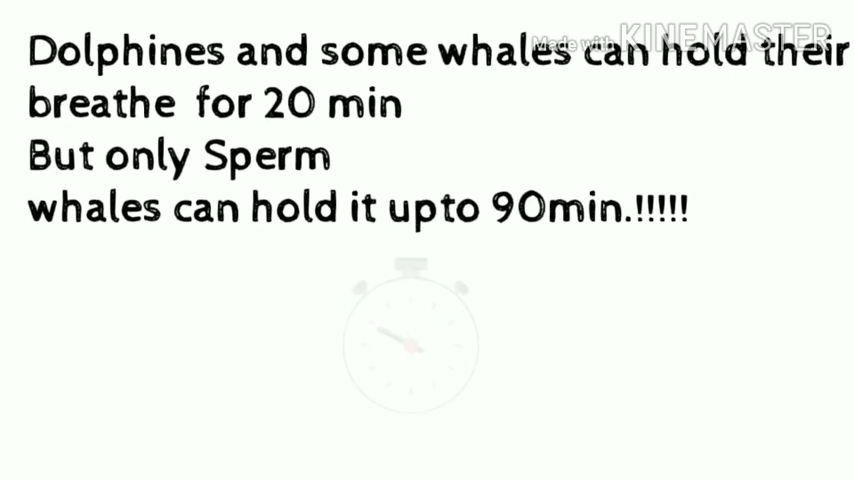 Made with KINEMASTER
Dolphines and some whales can hold their
breathe for 20 min
But only Sperm
whales can hold it upto 90min.!!!!!